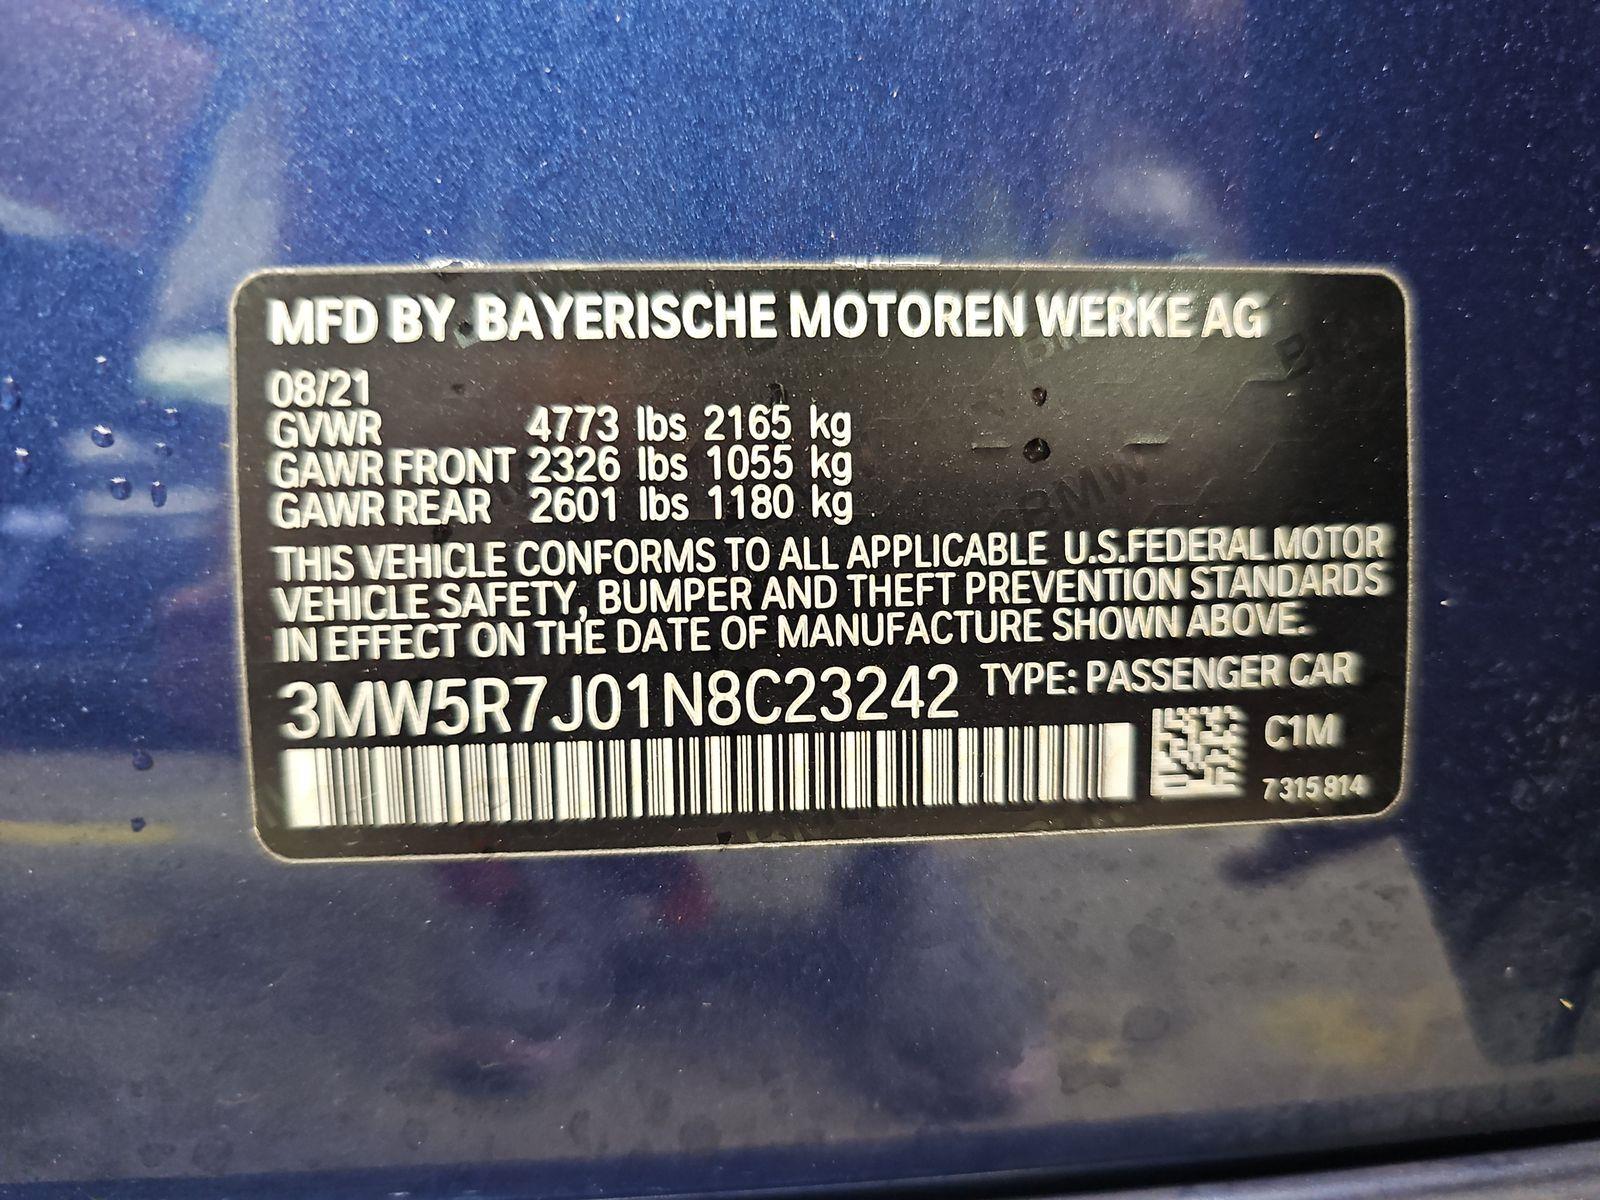 MFD BY BAYERISCHE MOTOREN WERKE AG
08/21
GVWR 4773 lbs 2165 kg
GAWR FRONT 2326 lbs 1055 kg
GAWR REAR 2601 lbs 1180 kg
THIS VEHICLE CONFORMS TO ALL APPLICABLE U.S.FEDERAL MOTOR
VEHICLE SAFETY, BUMPER AND THEFT PREVENTION STANDARDS
IN EFFECT ON THE DATE OF MANUFACTURE SHOWN ABOVE.
3MW5R7J01N8C23242 TYPE: PASSENGER CAR
C1M
7 315 814